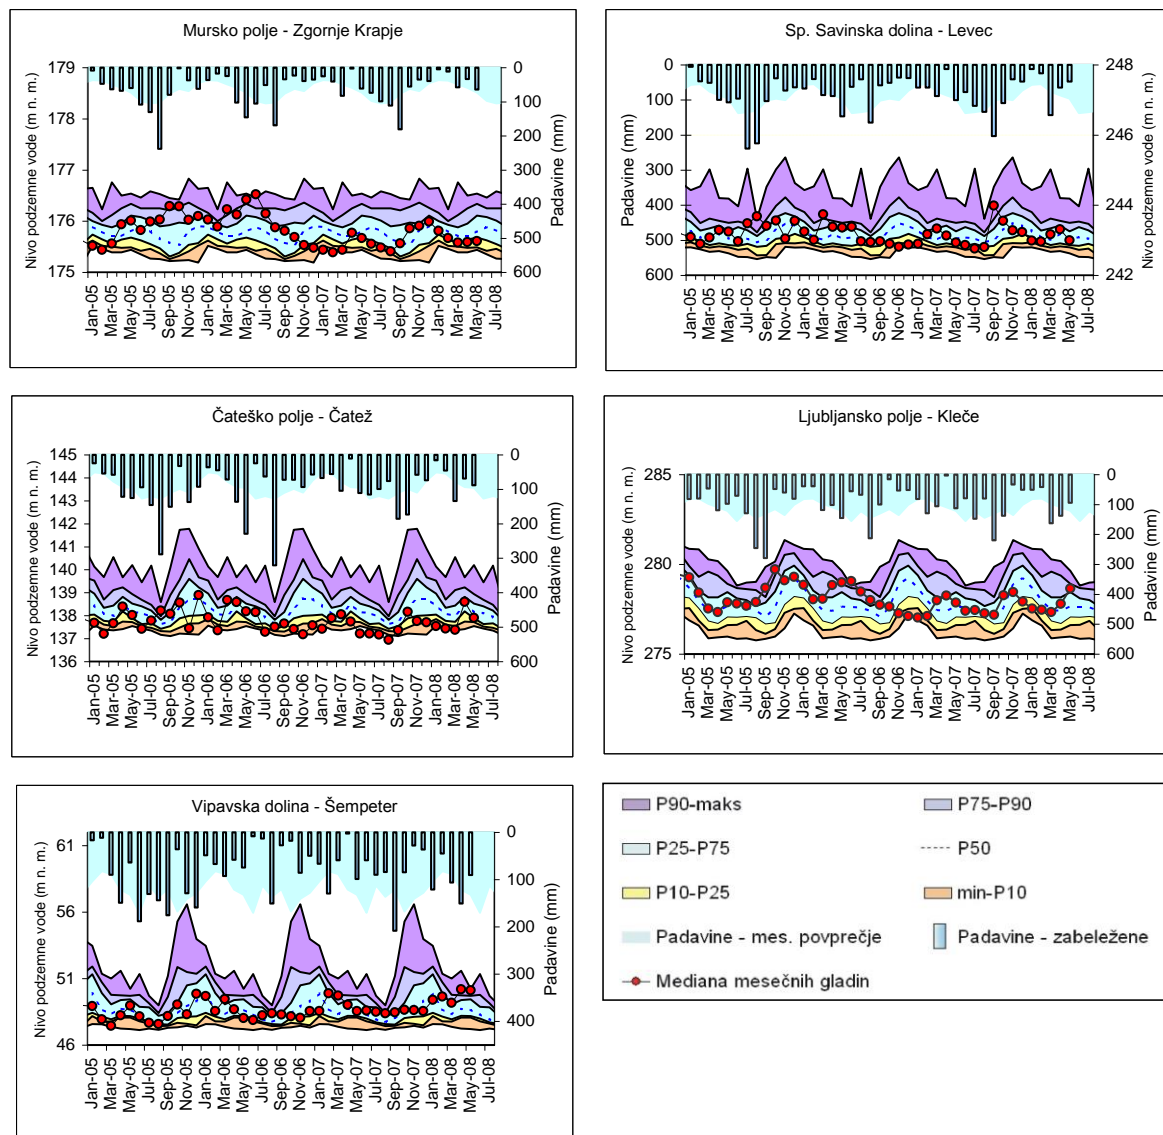 Mursko polje - Zgornje Krapje
179
178
177
176
175
0
100
200
300
400
500
600
Nivo podzemne vode (m n. m.)
Padavine (mm)
Jan-05
Mar-05
May-05
Jul-05
Sep-05
Nov-05
Jan-06
Mar-06
May-06
Jul-06
Sep-06
Nov-06
Jan-07
Mar-07
May-07
Jul-07
Sep-07
Nov-07
Jan-08
Mar-08
May-08
Jul-08
Sp. Savinska dolina - Levec
0
100
200
300
400
500
600
248
246
244
242
Padavine (mm)
Nivo podzemne vode (m n. m.)
Jan-05
Mar-05
May-05
Jul-05
Sep-05
Nov-05
Jan-06
Mar-06
May-06
Jul-06
Sep-06
Nov-06
Jan-07
Mar-07
May-07
Jul-07
Sep-07
Nov-07
Jan-08
Mar-08
May-08
Jul-08
Čateško polje - Čatež
145
144
143
142
141
140
139
138
137
136
0
100
200
300
400
500
600
Nivo podzemne vode (m n. m.)
Padavine (mm)
Jan-05
Mar-05
May-05
Jul-05
Sep-05
Nov-05
Jan-06
Mar-06
May-06
Jul-06
Sep-06
Nov-06
Jan-07
Mar-07
May-07
Jul-07
Sep-07
Nov-07
Jan-08
Mar-08
May-08
Jul-08
Ljubljansko polje - Kleče
285
280
275
0
100
200
300
400
500
600
Nivo podzemne vode (m n. m.)
Padavine (mm)
Jan-05
Mar-05
May-05
Jul-05
Sep-05
Nov-05
Jan-06
Mar-06
May-06
Jul-06
Sep-06
Nov-06
Jan-07
Mar-07
May-07
Jul-07
Sep-07
Nov-07
Jan-08
Mar-08
May-08
Jul-08
Vipavska dolina - Šempeter
61
56
51
46
0
100
200
300
400
Nivo podzemne vode (m n. m.)
Padavine (mm)
Jan-05
Mar-05
May-05
Jul-05
Sep-05
Nov-05
Jan-06
Mar-06
May-06
Jul-06
Sep-06
Nov-06
Jan-07
Mar-07
May-07
Jul-07
Sep-07
Nov-07
Jan-08
Mar-08
May-08
Jul-08
P90-maks
P75-P90
P25-P75
P50
P10-P25
min-P10
Padavine - mes. povprečje
Padavine - zabeležene
Mediana mesečnih gladin